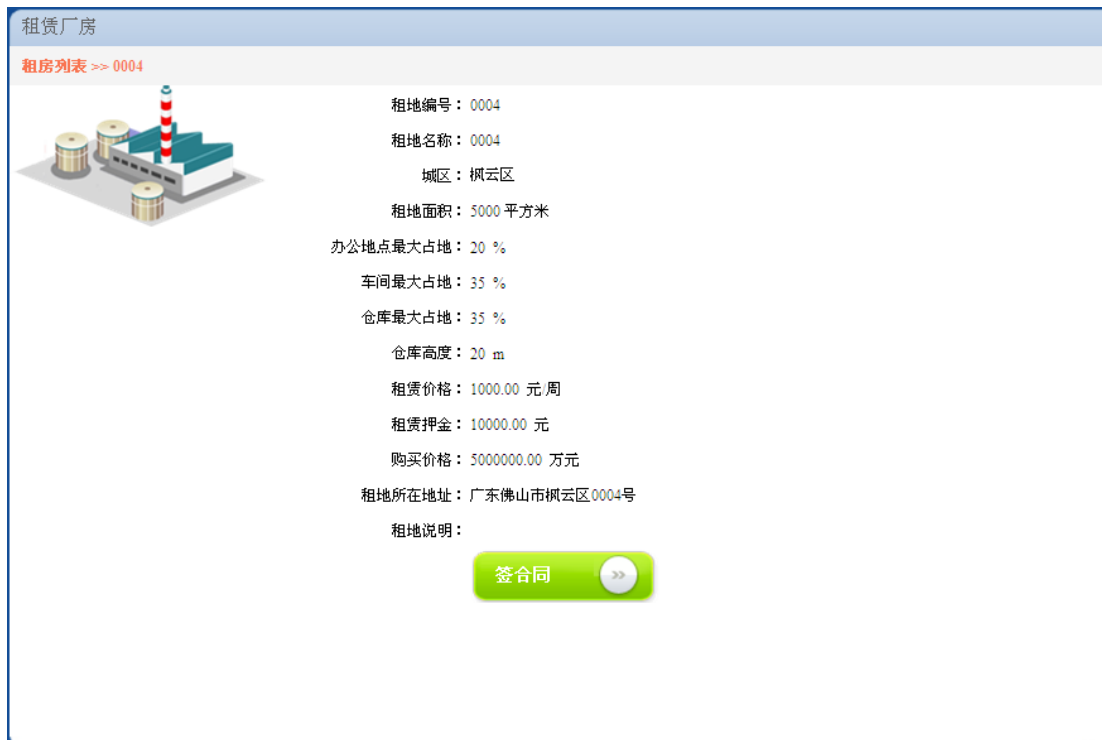 租赁厂房
租房列表 >> 0004
租地编号： 0004
租地名称： 0004
城区： 枫云区
租地面积： 5000 平方米
办公地点最大占地： 20 %
车间最大占地： 35 %
仓库最大占地： 35 %
仓库高度： 20 m
租赁价格： 1000.00 元/周
租赁押金： 10000.00 元
购买价格： 5000000.00 万元
租地所在地址： 广东佛山市枫云区0004号
租地说明：
签合同 >>